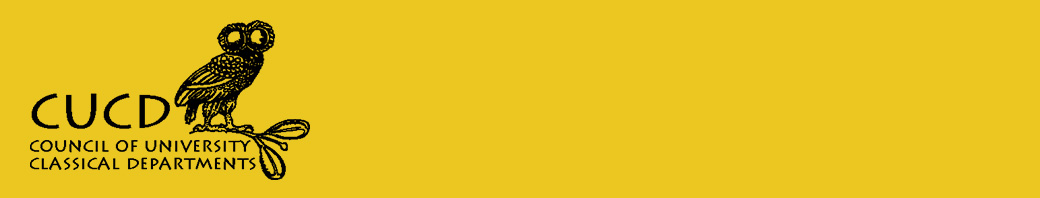 CUCD
COUNCIL OF UNIVERSITY
CLASSICAL DEPARTMENTS